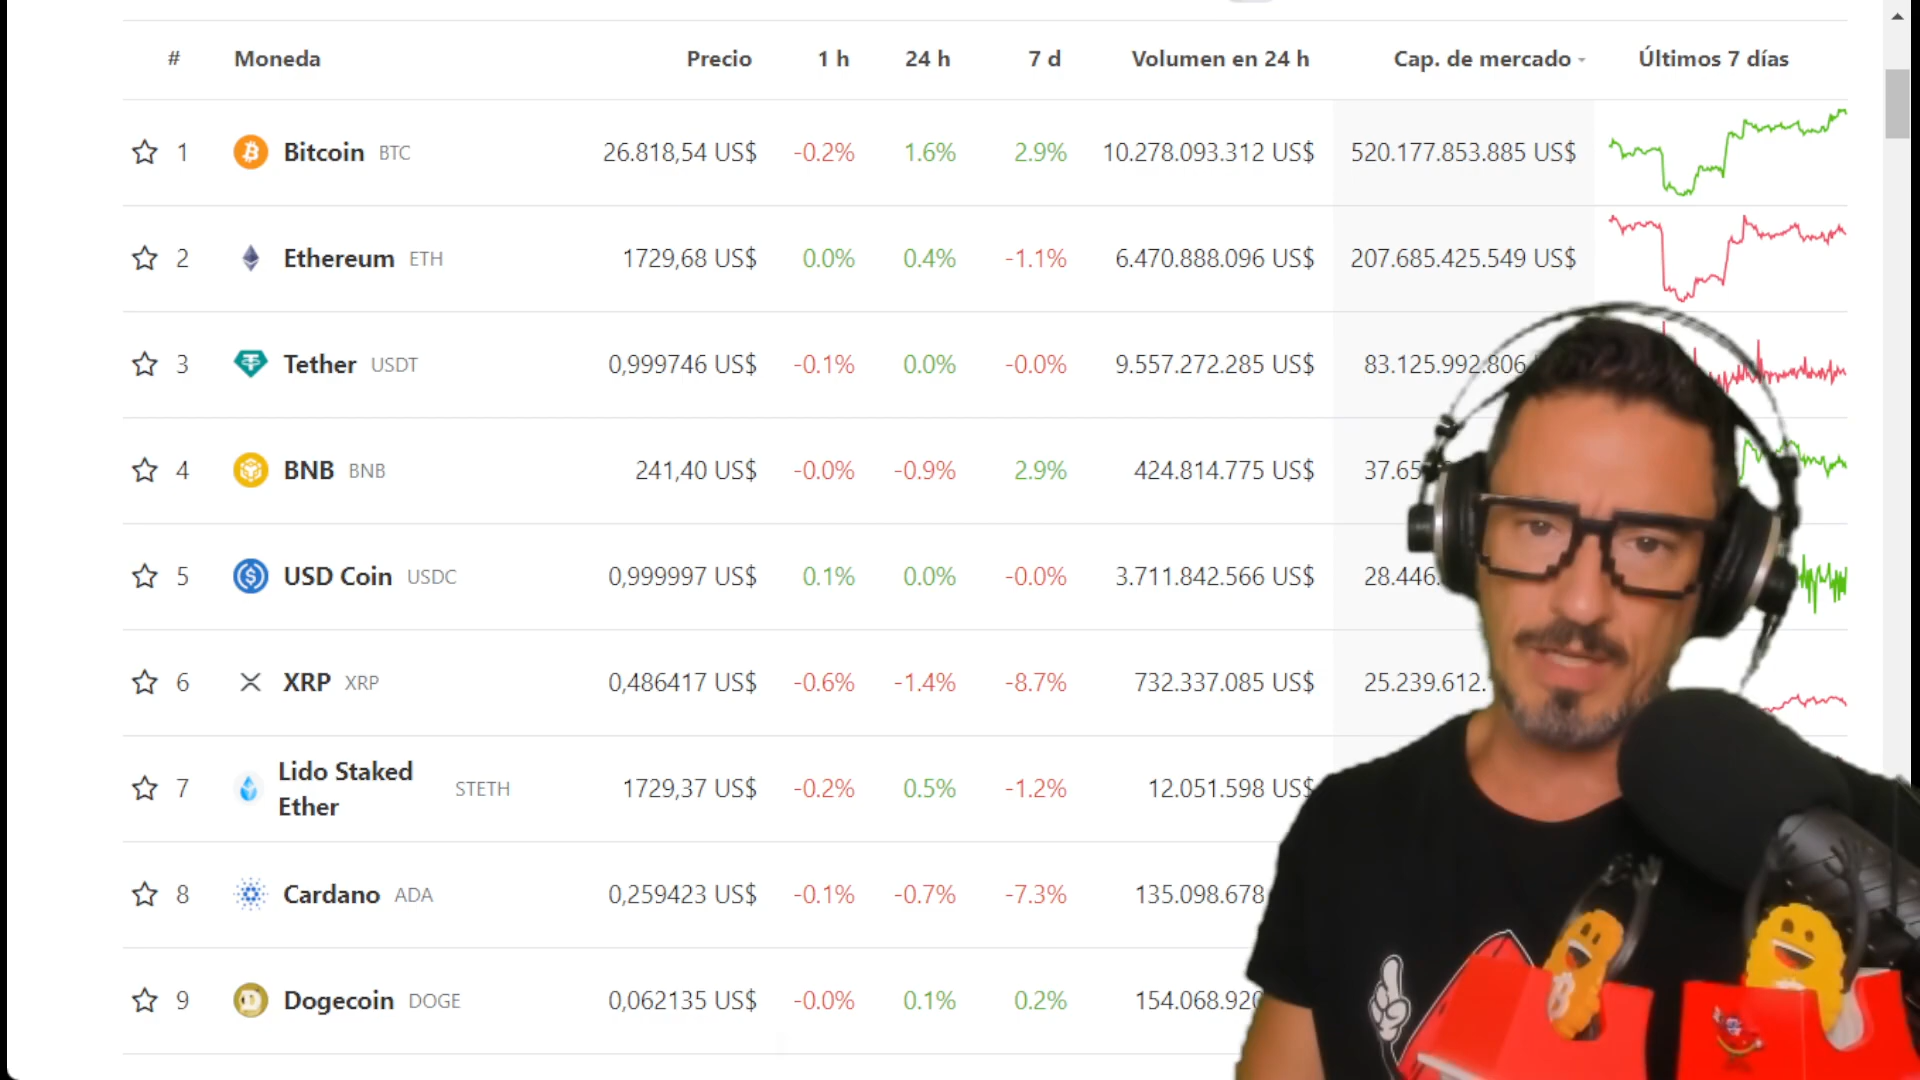 # Moneda Precio 1 h 24 h 7 d Volumen en 24 h Cap. de mercado Últimos 7 días
1 Bitcoin BTC 26.818,54 US$ -0.2% 1.6% 2.9% 10.278.093.312 US$ 520.177.853.885 US$
2 Ethereum ETH 1729,68 US$ 0.0% 0.4% -1.1% 6.470.888.096 US$ 207.685.425.549 US$
3 Tether USDT 0,999746 US$ -0.1% 0.0% -0.0% 9.557.272.285 US$ 83.125.992.806
4 BNB BNB 241,40 US$ -0.0% -0.9% 2.9% 424.814.775 US$ 37.65
5 USD Coin USDC 0,999997 US$ 0.1% 0.0% -0.0% 3.711.842.566 US$ 28.446.
6 XRP XRP 0,486417 US$ -0.6% -1.4% -8.7% 732.337.085 US$ 25.239.612.
7 Lido Staked Ether STETH 1729,37 US$ -0.2% 0.5% -1.2% 12.051.598 US$
8 Cardano ADA 0,259423 US$ -0.1% -0.7% -7.3% 135.098.678
9 Dogecoin DOGE 0,062135 US$ -0.0% 0.1% 0.2% 154.068.920